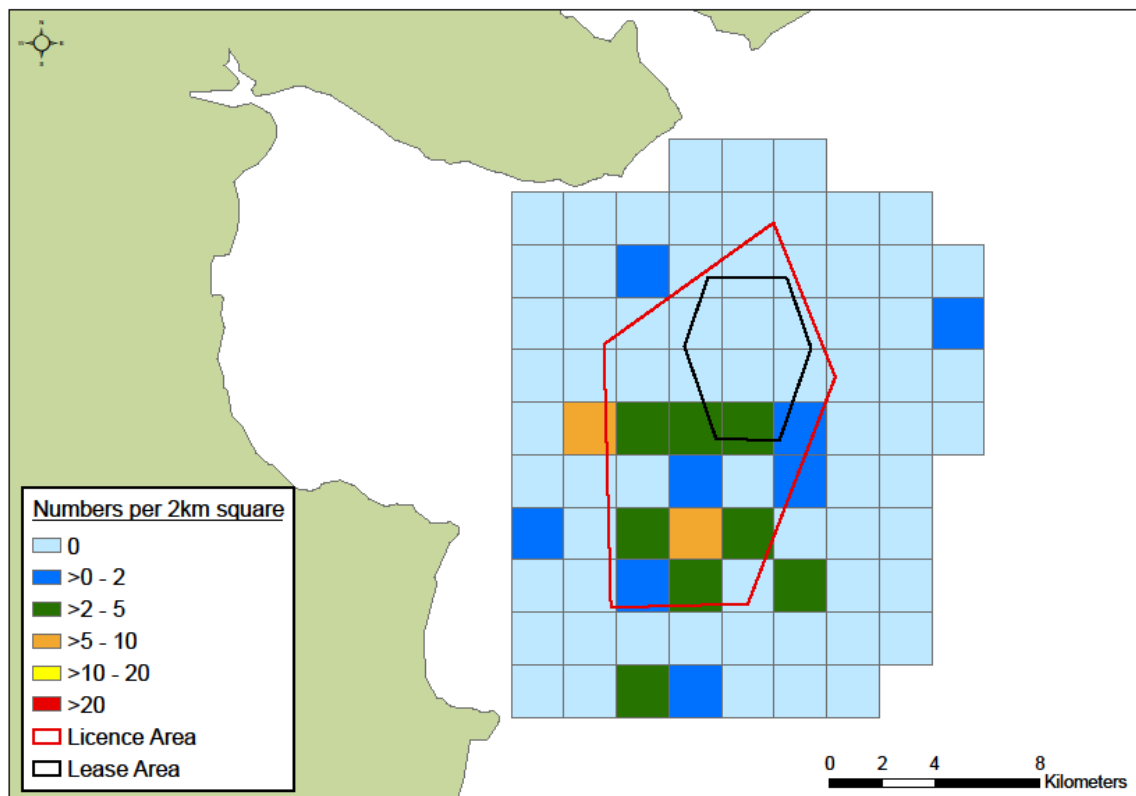 N
E
S
Numbers per 2km square
0
>0 - 2
>2 - 5
>5 - 10
>10 - 20
>20
Licence Area
Lease Area
0 2 4 8
Kilometers